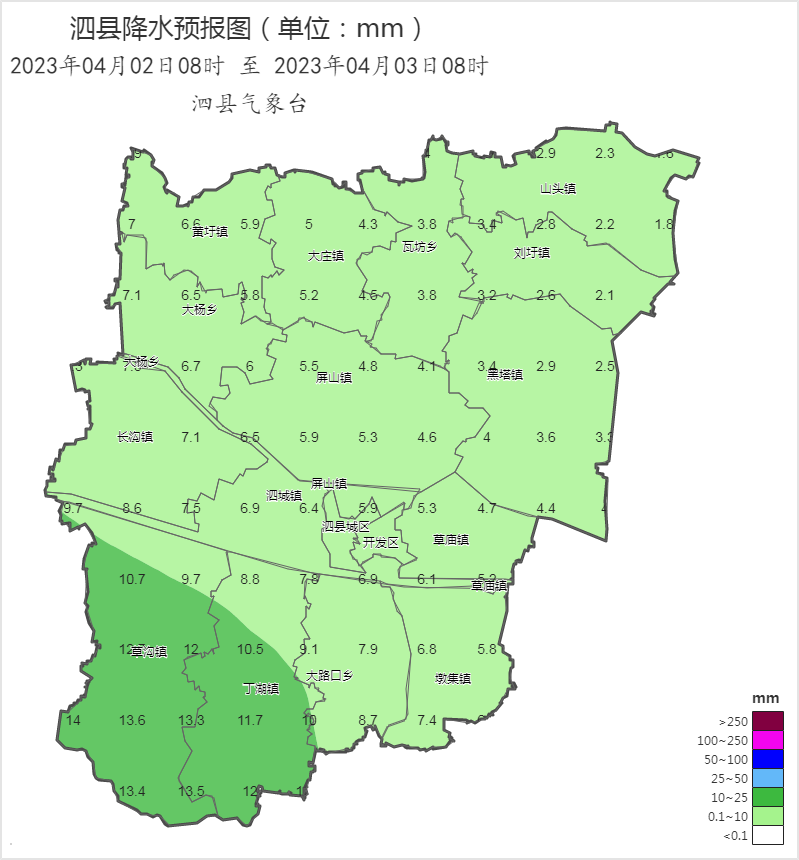 泗县降水预报图（单位：mm）
2023年04月02日08时 至 2023年04月03日08时
泗县气象台
2.9 2.3
山头镇
7 6.6 5.9 5 4.3 3.8 3.4 2.8 2.2 1.8
黄圩镇 大庄镇 瓦坊乡 刘圩镇
7.1 6.5 5.8 5.2 4.5 3.8 3.2 2.6 2.1
大杨乡
大杨乡
6.7 6 5.5 4.8 4.1 3.4 2.9 2.5
屏山镇 黑塔镇
长沟镇 7.1 6.5 5.9 5.3 4.6 4 3.6 3.3
屏山镇
泗城镇
9.7 8.6 7.5 6.9 6.4 5.9 5.3 4.7 4.4
泗县城区
开发区 草庙镇
10.7 9.7 8.8 7.8 6.9 6.1 5.2
草庙镇
草沟镇 12 10.5 9.1 7.9 6.8 5.8
大路口乡 墩集镇
丁湖镇
14 13.6 13.3 11.7 10 8.7 7.4
13.4 13.5
mm
>250
100~250
50~100
25~50
10~25
0.1~10
<0.1